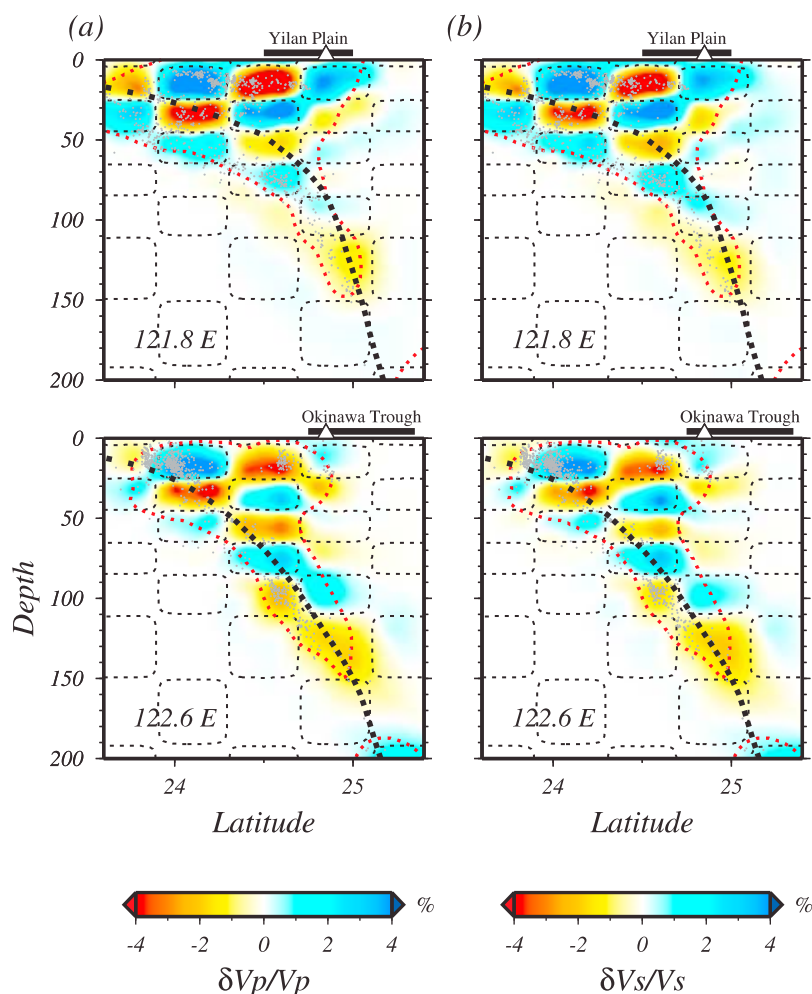 (a)
(b)
Yilan Plain
Yilan Plain
0
50
100
150
200
121.8 E
121.8 E
Okinawa Trough
Okinawa Trough
0
50
100
150
200
Depth
122.6 E
122.6 E
24
25
24
25
Latitude
Latitude
%
%
-4
-2
0
2
4
-4
-2
0
2
4
δVp/Vp
δVs/Vs